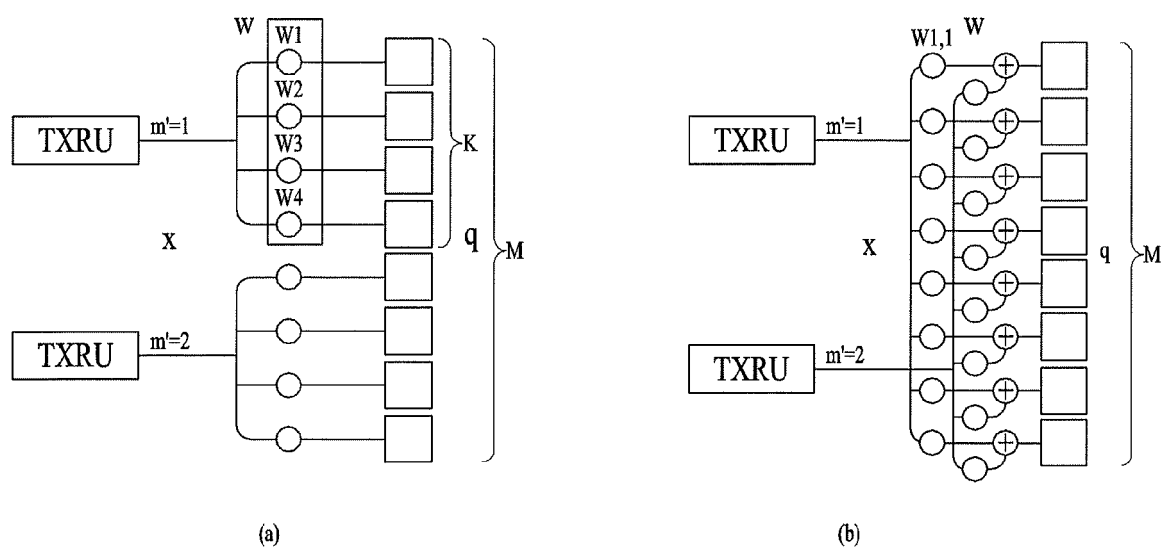 W
W1
W2
W3
W4
TXRU
m'=1
K
x
q
M
TXRU
m'=2
(a)
W1,1
W
+
TXRU
m'=1
+
+
+
x
q
M
+
+
TXRU
m'=2
+
+
(b)